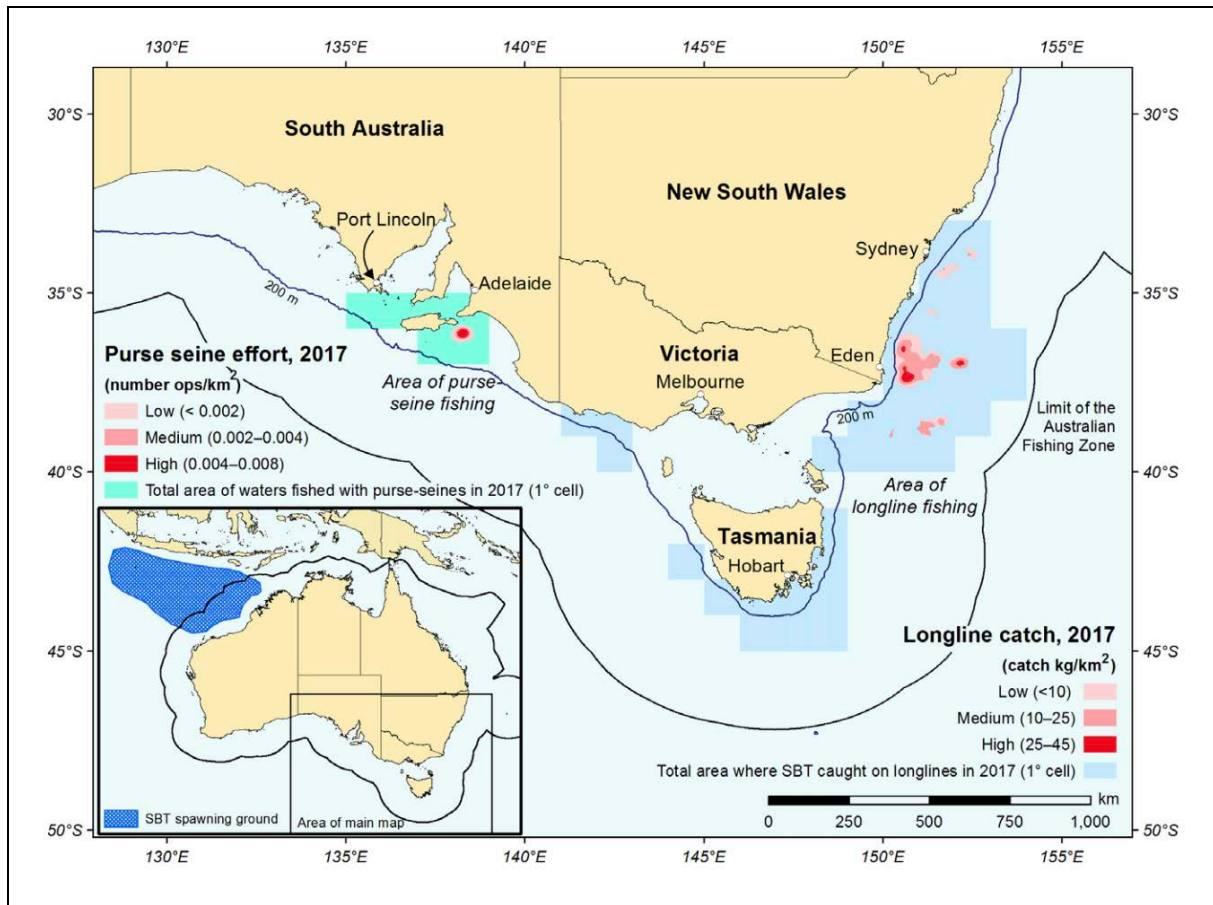 130°E 135°E 140°E 145°E 150°E 155°E
30°S 30°S
South Australia
New South Wales
Port Lincoln
Sydney
Adelaide
35°S 35°S
200 m
Purse seine effort, 2017
(number ops/km²)
Low (< 0.002)
Medium (0.002–0.004)
High (0.004–0.008)
Total area of waters fished with purse-seines in 2017 (1° cell)
Area of purse-
seine fishing
Victoria
Melbourne
Eden
200 m
Limit of the
Australian
Fishing Zone
40°S 40°S
Area of
longline fishing
Tasmania
Hobart
45°S 45°S
Longline catch, 2017
(catch kg/km²)
Low (<10)
Medium (10–25)
High (25–45)
Total area where SBT caught on longlines in 2017 (1° cell)
km
0 250 500 750 1,000
SBT spawning ground
Area of main map
50°S 50°S
130°E 135°E 140°E 145°E 150°E 155°E